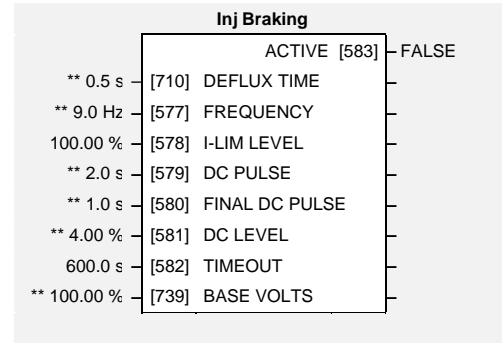 Inj Braking
ACTIVE [583] – FALSE
** 0.5 s – [710] DEFLUX TIME –
** 9.0 Hz – [577] FREQUENCY –
100.00 % – [578] I-LIM LEVEL –
** 2.0 s – [579] DC PULSE –
** 1.0 s – [580] FINAL DC PULSE –
** 4.00 % – [581] DC LEVEL –
600.0 s – [582] TIMEOUT –
** 100.00 % – [739] BASE VOLTS –